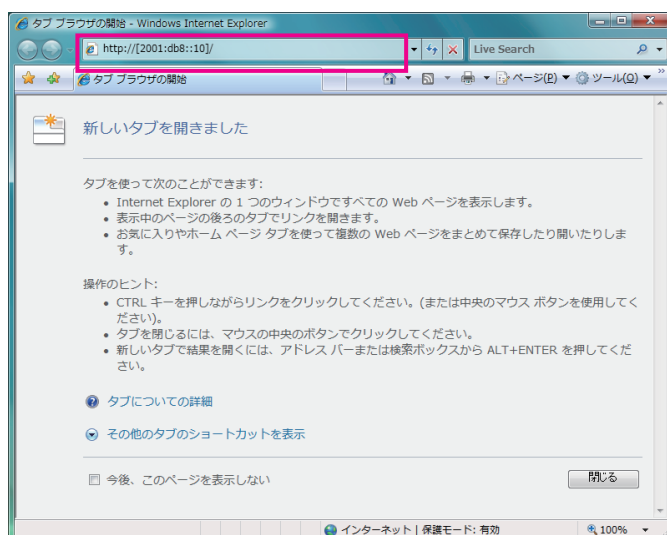 タブ ブラウザの開始 - Windows Internet Explorer
http://[2001:db8::10]/
Live Search
タブ ブラウザの開始
ページ(P) ツール(O) »
新しいタブを開きました
タブを使って次のことができます:
• Internet Explorer の 1 つのウィンドウですべての Web ページを表示します。
• 表示中のページの後ろのタブでリンクを開きます。
• お気に入りやホーム ページ タブを使って複数の Web ページをまとめて保存したり開いたりしま
す。
操作のヒント:
• CTRL キーを押しながらリンクをクリックしてください。(または中央のマウス ボタンを使用してく
ださい)。
• タブを閉じるには、マウスの中央のボタンでクリックしてください。
• 新しいタブで結果を開くには、アドレス バーまたは検索ボックスから ALT+ENTER を押してくだ
さい。
タブについての詳細
その他のタブのショートカットを表示
今後、このページを表示しない
閉じる
インターネット | 保護モード: 有効
100%